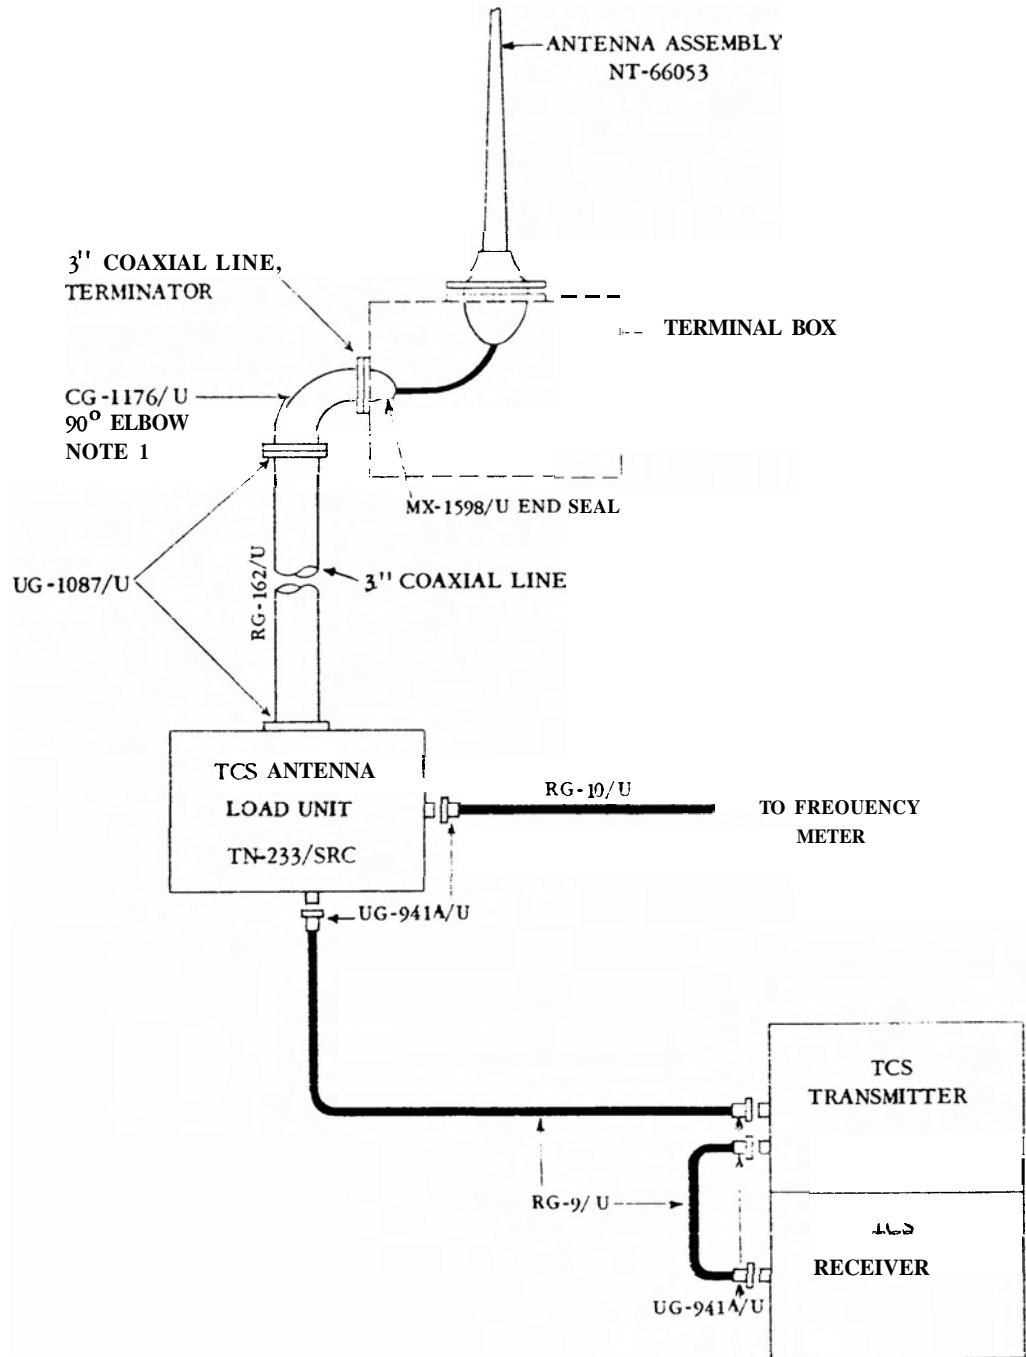 ANTENNA ASSEMBLY
NT-66053
3" COAXIAL LINE,
TERMINATOR
TERMINAL BOX
CG-1176/U
90° ELBOW
NOTE 1
MX-1598/U END SEAL
UG-1087/U
RG-162/U
3" COAXIAL LINE
TCS ANTENNA
LOAD UNIT
TN-233/SRC
RG-10/U
TO FREOUENCY
METER
UG-941A/U
TCS
TRANSMITTER
RG-9/U
RECEIVER
UG-941A/U